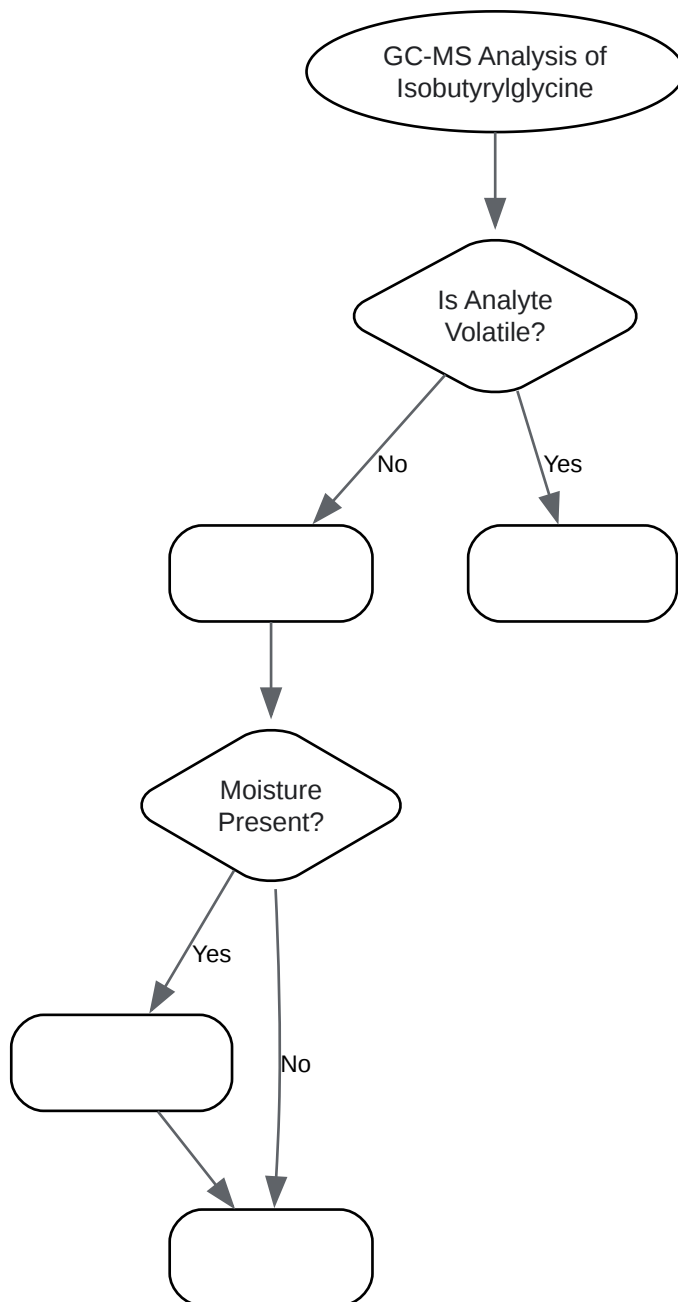 GC-MS Analysis of
Isobutyrylglycine
Is Analyte
Volatile?
No
Yes
Moisture
Present?
Yes
No